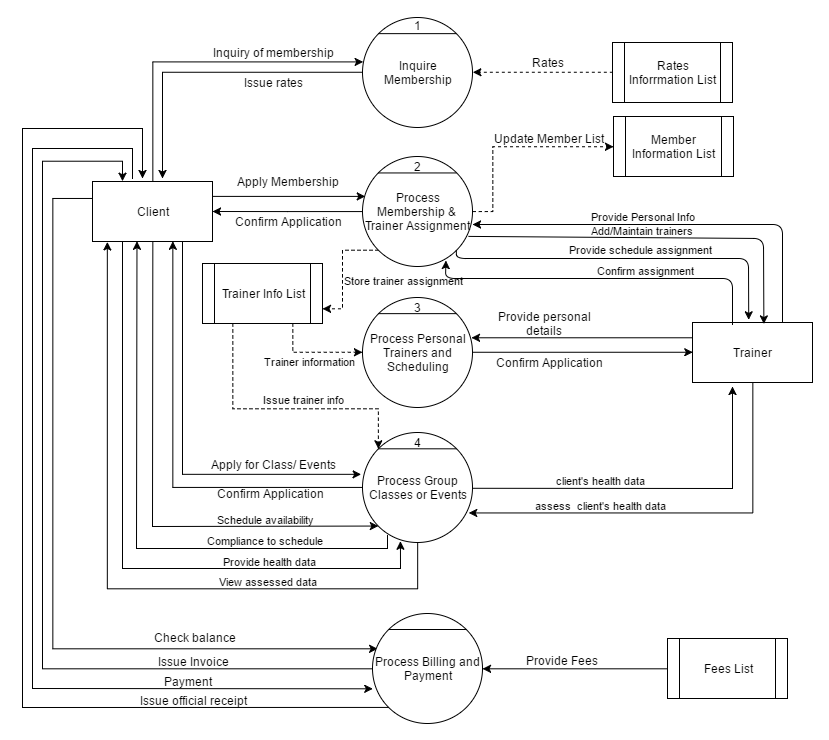 1
Inquiry of membership
Inquire
Membership
Issue rates
Rates
Rates
Inforrmation List
Update Member List
Member
Information List
2
Apply Membership
Process
Membership &
Trainer Assignment
Client
Confirm Application
Provide Personal Info
Add/Maintain trainers
Provide schedule assignment
Confirm assignment
Store trainer assignment
Trainer Info List
3
Provide personal
details
Process Personal
Trainers and
Scheduling
Trainer
Trainer information
Confirm Application
Issue trainer info
4
Apply for Class/ Events
Process Group
Classes or Events
Confirm Application
client's health data
assess client's health data
Schedule availability
Compliance to schedule
Provide health data
View assessed data
Check balance
Process Billing and
Payment
Issue Invoice
Provide Fees
Fees List
Payment
Issue official receipt